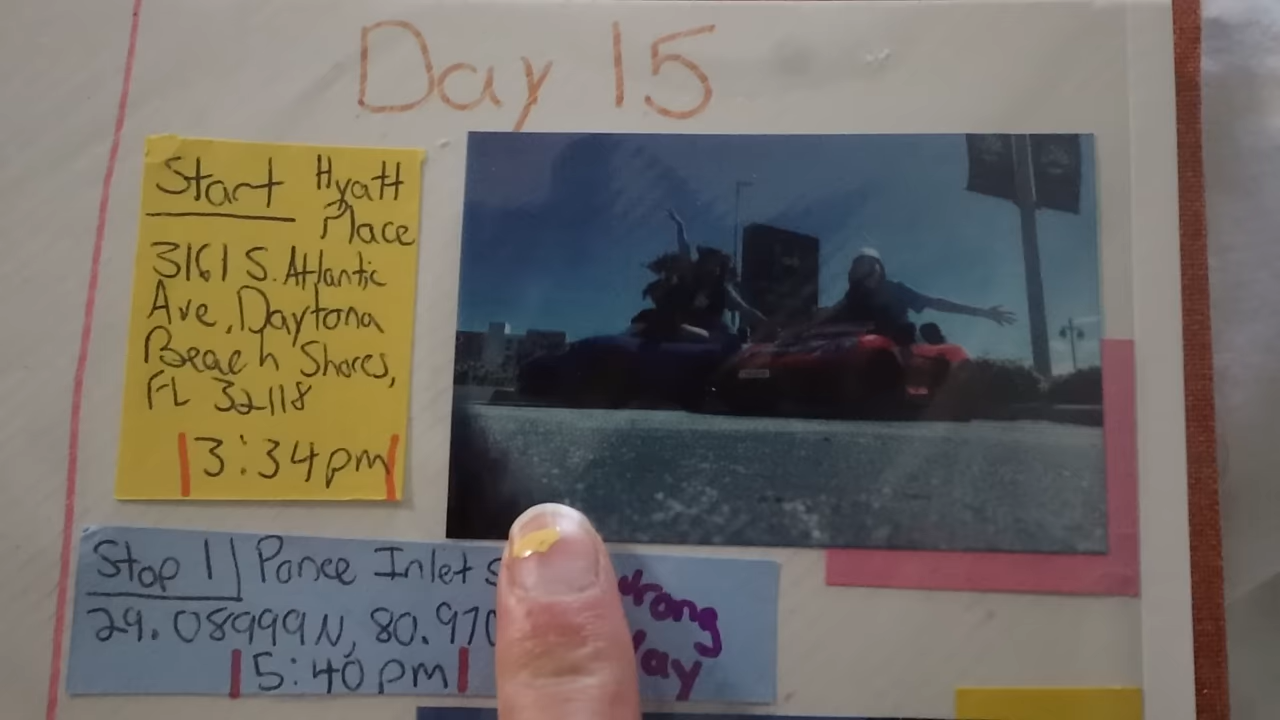 Day 15
Start Hyatt
Place
3161 S. Atlantic
Ave, Daytona
Beach Shores,
FL 32118
3:34pm
Stop 1 Ponce Inlet
29.08999N, 80.970
5:40pm